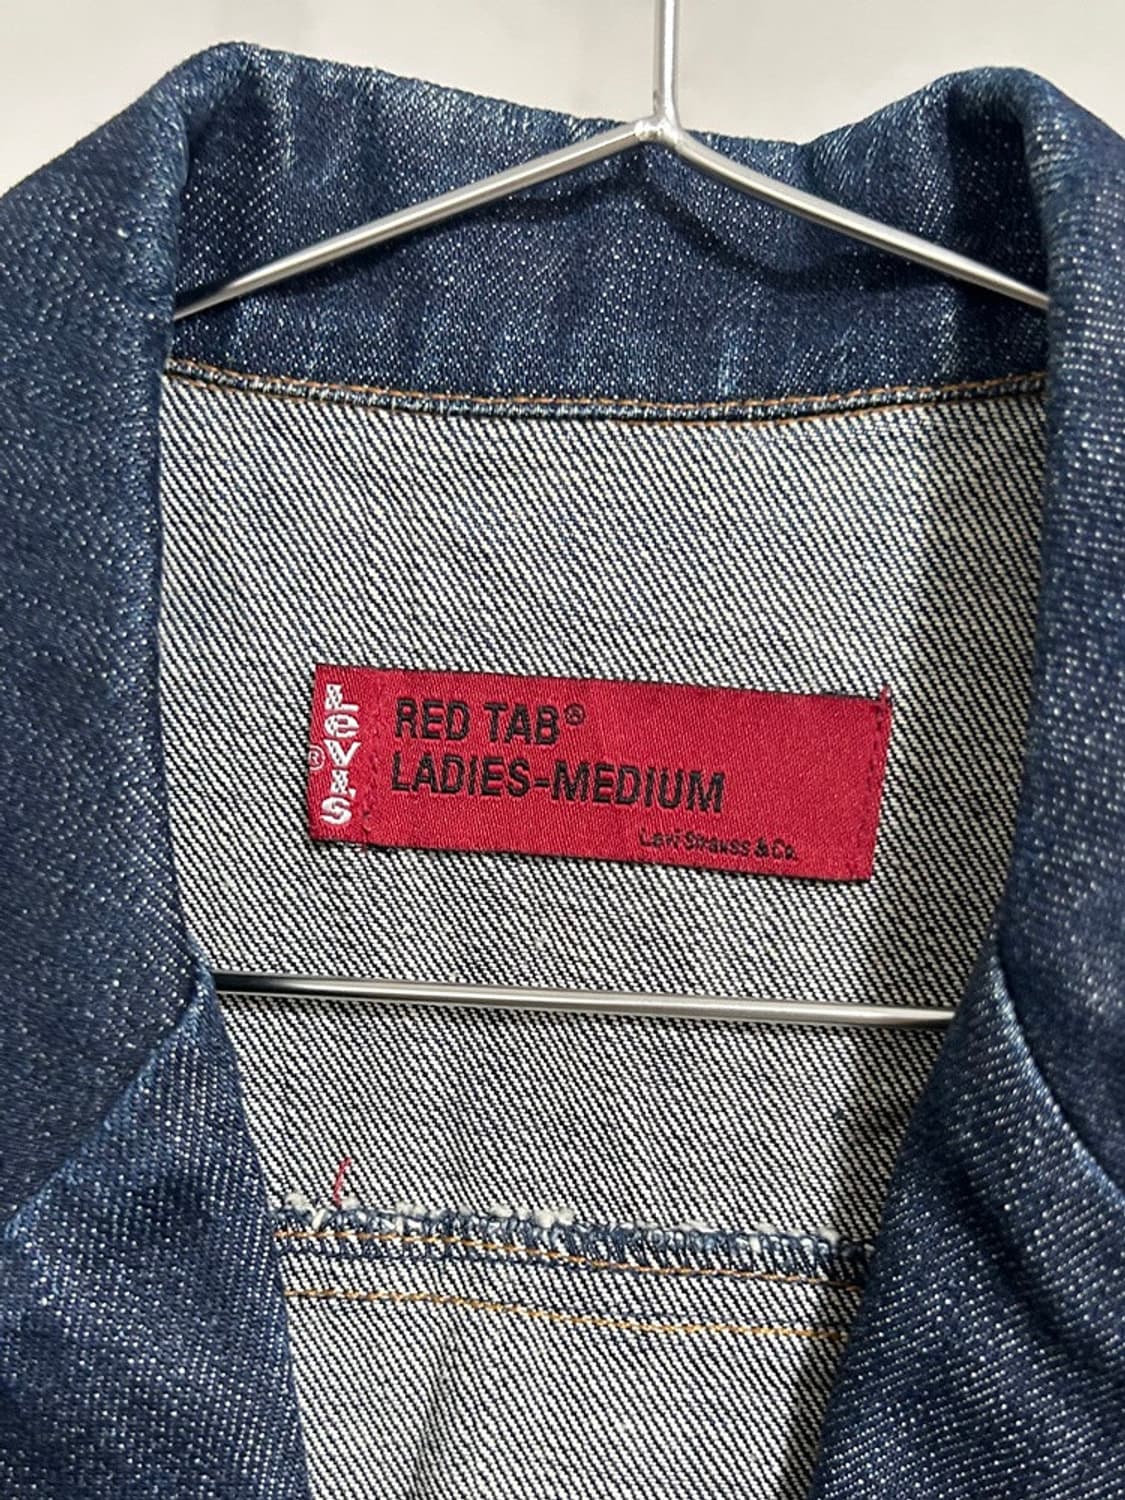 Levi's
®
RED TAB®
LADIES-MEDIUM
Levi Strauss & Co.